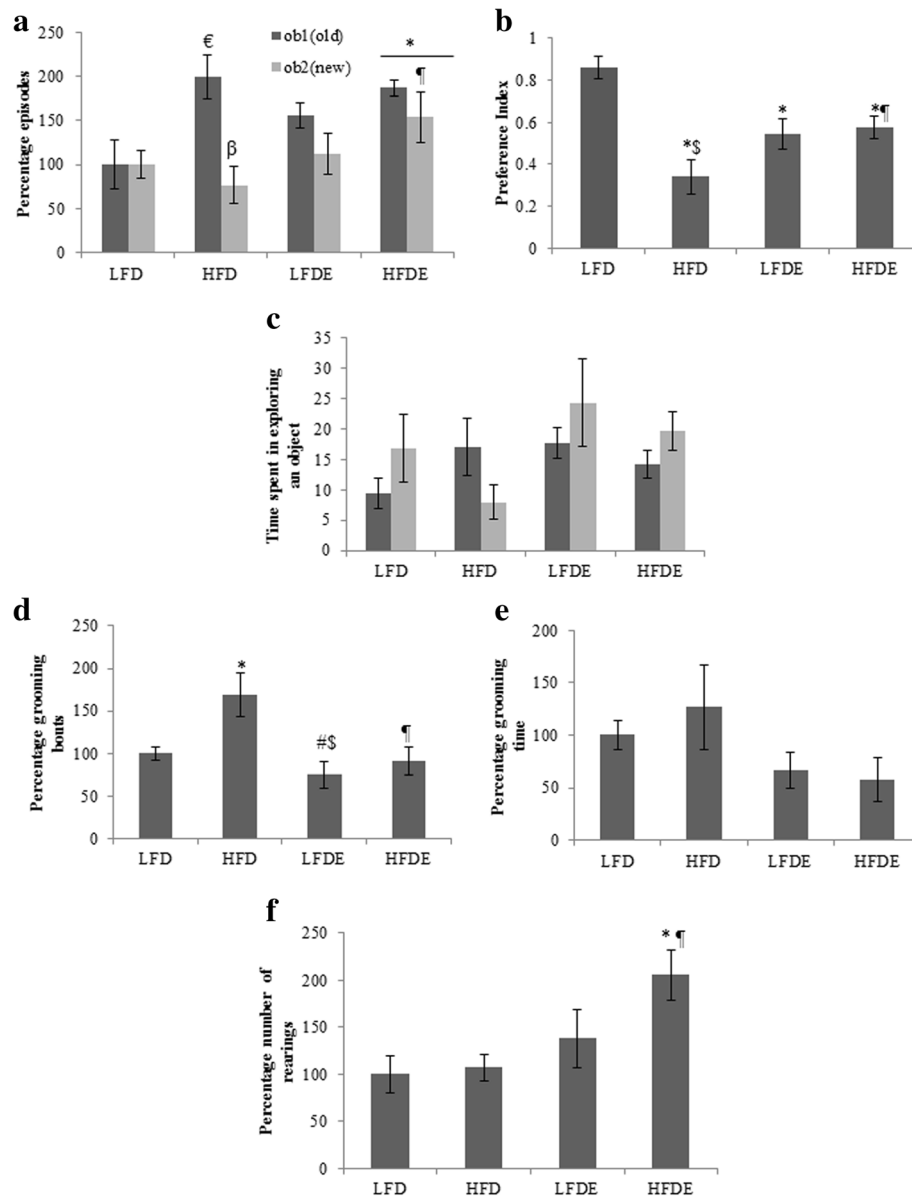 a
Percentage episodes
250
200
150
100
50
0
€
β
*
¶
ob1(old)
ob2(new)
LFD HFD LFDE HFDE
b
Preference Index
1
0.8
0.6
0.4
0.2
0
*$
*
*¶
LFD HFD LFDE HFDE
c
Time spent in exploring
an object
35
30
25
20
15
10
5
0
LFD HFD LFDE HFDE
d
Percentage grooming
bouts
250
200
150
100
50
0
*
#$
¶
LFD HFD LFDE HFDE
e
Percentage grooming
time
200
150
100
50
0
LFD HFD LFDE HFDE
f
Percentage number of
rearings
250
200
150
100
50
0
* ¶
LFD HFD LFDE HFDE